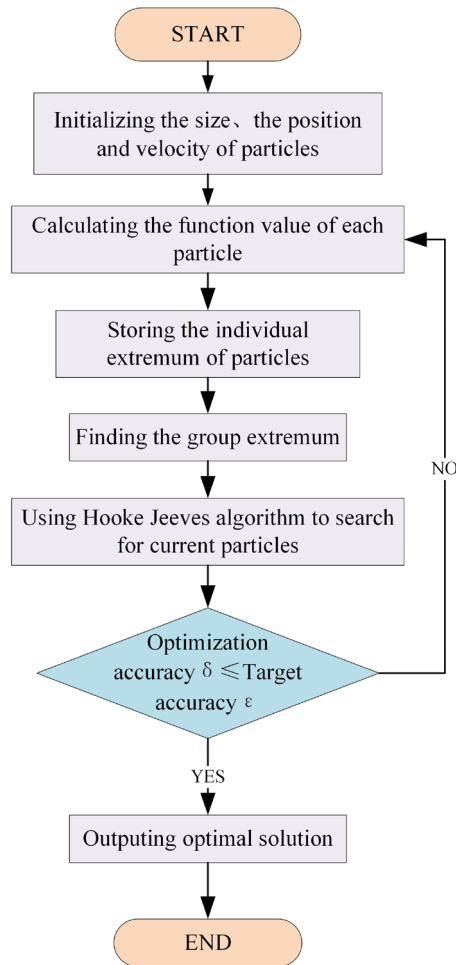 START
Initializing the size、the position
and velocity of particles
Calculating the function value of each
particle
Storing the individual
extremum of particles
Finding the group extremum
NO
Using Hooke Jeeves algorithm to search
for current particles
Optimization
accuracy δ ≤Target
accuracy ε
YES
Outputing optimal solution
END